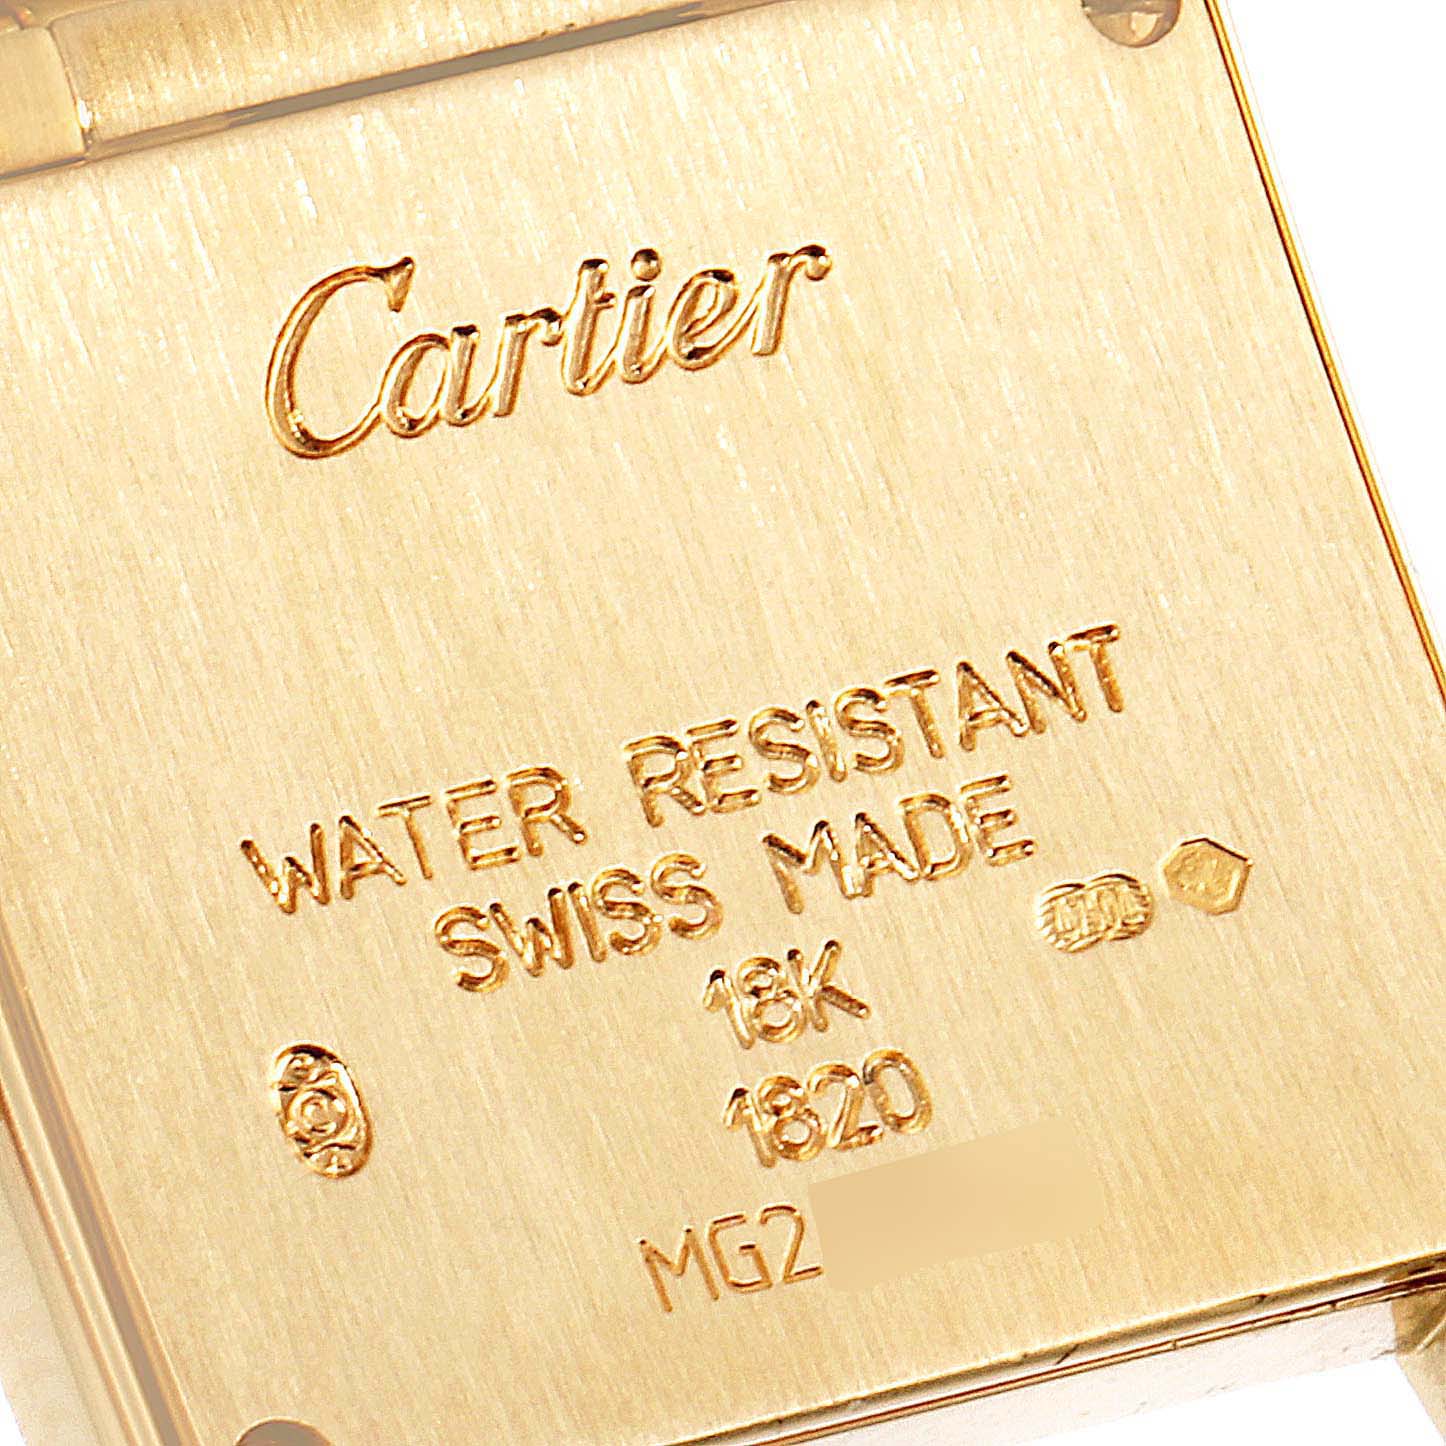 Cartier
WATER RESISTANT
SWISS MADE
18K
1820
MG2